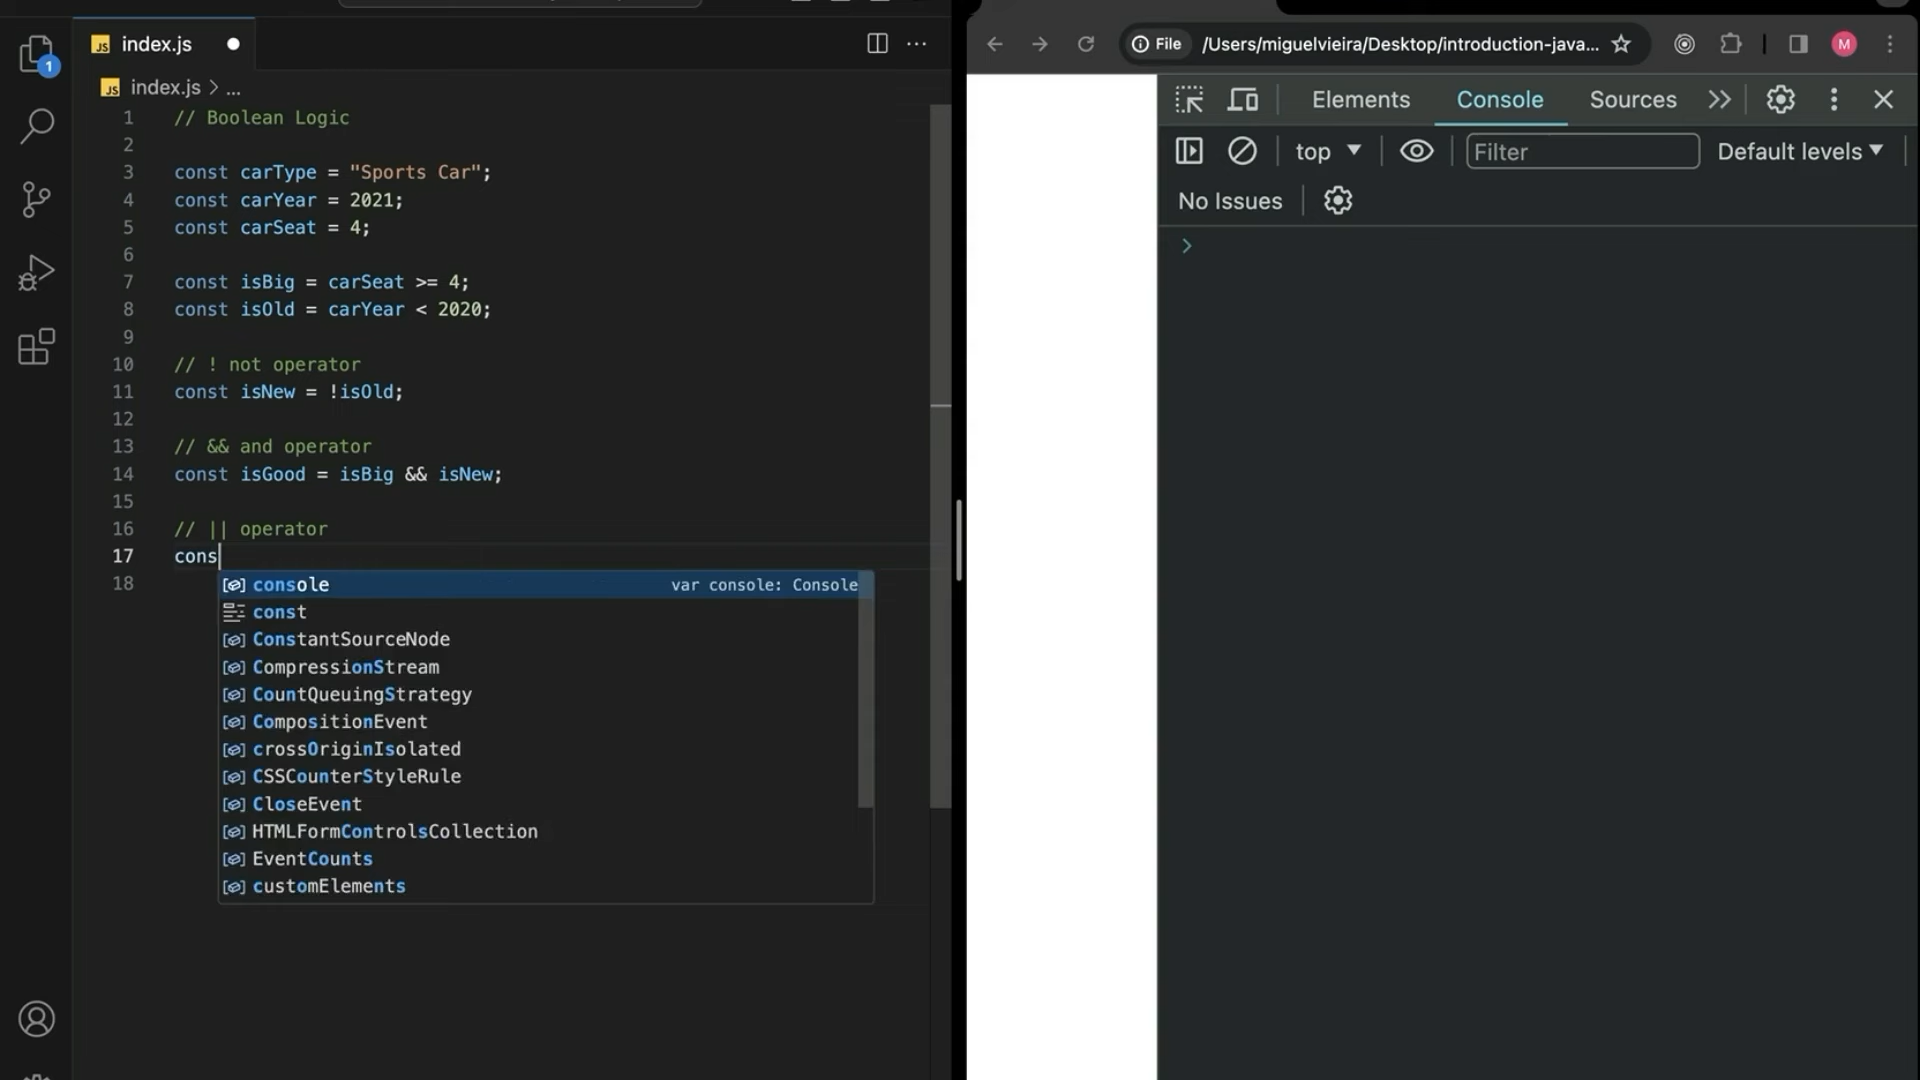 index.js
index.js > ...
1 // Boolean Logic
2
3 const carType = "Sports Car";
4 const carYear = 2021;
5 const carSeat = 4;
6
7 const isBig = carSeat >= 4;
8 const isOld = carYear < 2020;
9
10 // ! not operator
11 const isNew = !isOld;
12
13 // && and operator
14 const isGood = isBig && isNew;
15
16 // || operator
17 cons
18
console var console: Console
const
ConstantSourceNode
CompressionStream
CountQueuingStrategy
CompositionEvent
crossOriginIsolated
CSSCounterStyleRule
CloseEvent
HTMLFormControlsCollection
EventCounts
customElements
1
File /Users/miguelvieira/Desktop/introduction-java...
M
Elements Console Sources
top Filter Default levels
No Issues